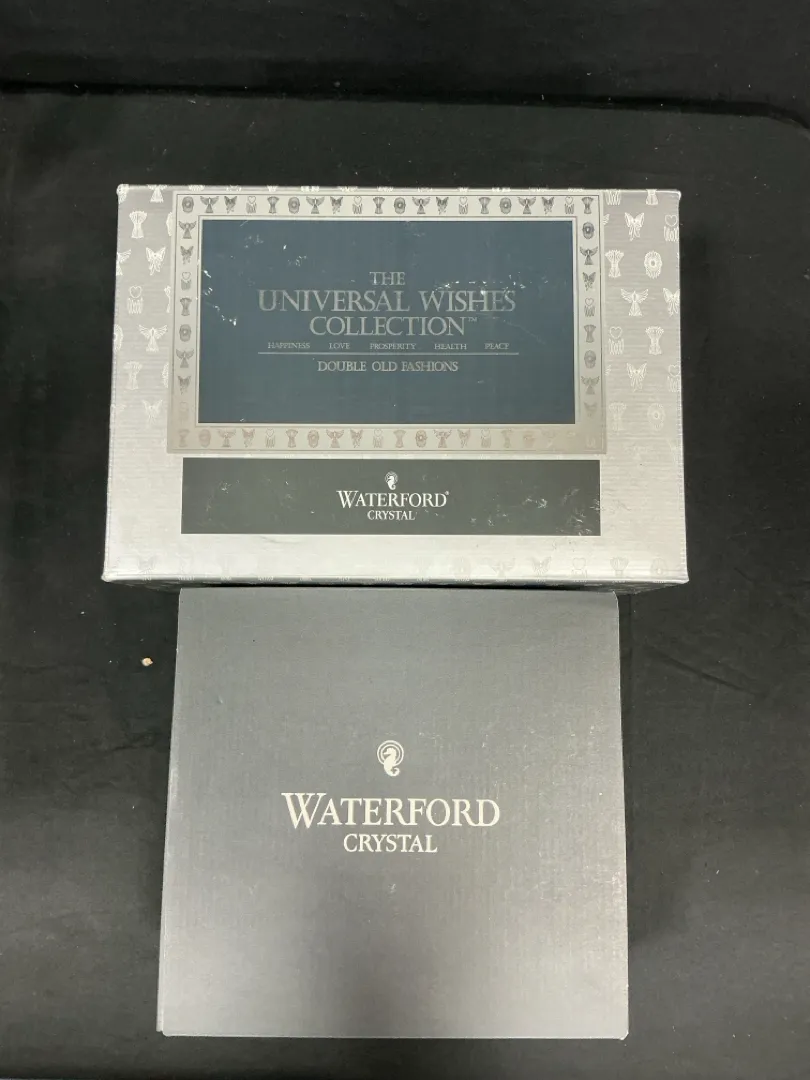 THE
UNIVERSAL WISHES
COLLECTION™
HAPPINESS LOVE PROSPERITY HEALTH PEACE
DOUBLE OLD FASHIONS
WATERFORD®
CRYSTAL
WATERFORD
CRYSTAL